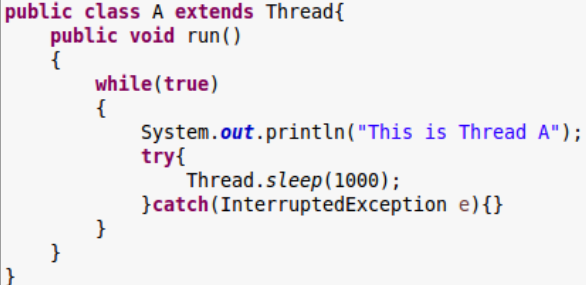 public class A extends Thread{
    public void run()
    {
        while(true)
        {
            System.out.println("This is Thread A");
            try{
                Thread.sleep(1000);
            }catch(InterruptedException e){}
        }
    }
}